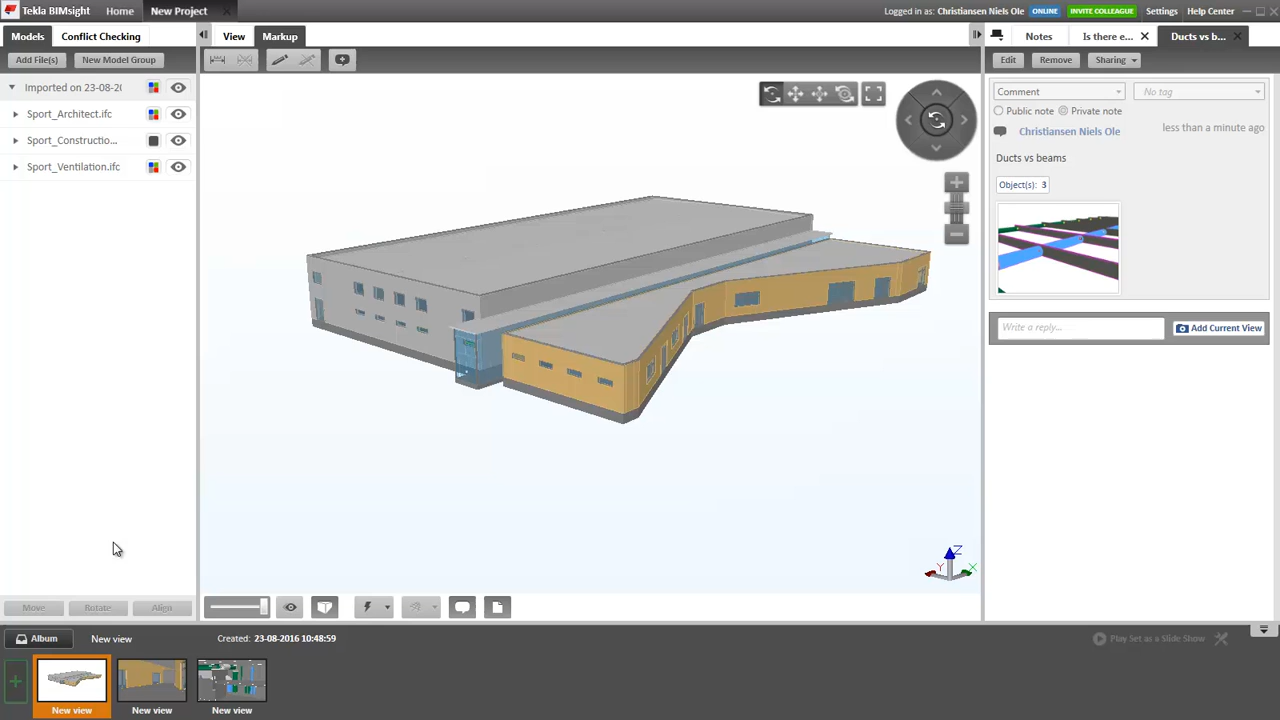 Tekla BIMsight
Home
New Project
Logged in as: Christiansen Niels Ole
ONLINE
INVITE COLLEAGUE
Settings
Help Center
Models
Conflict Checking
View
Markup
Notes
Is there e...
Ducts vs b...
Add File(s)
New Model Group
Edit
Remove
Sharing
Imported on 23-08-20
Sport_Architect.ifc
Sport_Constructio...
Sport_Ventilation.ifc
Comment
No tag
Public note
Private note
Christiansen Niels Ole
less than a minute ago
Ducts vs beams
Object(s): 3
Write a reply...
Add Current View
Z
Y
X
Move
Rotate
Align
Album
New view
Created: 23-08-2016 10:48:59
Play Set as a Slide Show
New view
New view
New view